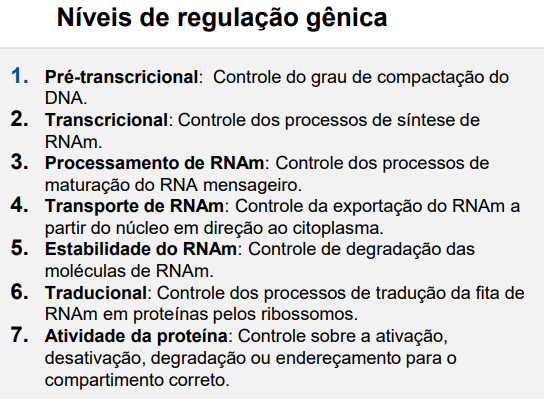 Níveis de regulação gênica
1. Pré-transcricional: Controle do grau de compactação do
DNA.
2. Transcricional: Controle dos processos de síntese de
RNAm.
3. Processamento de RNAm: Controle dos processos de
maturação do RNA mensageiro.
4. Transporte de RNAm: Controle da exportação do RNAm a
partir do núcleo em direção ao citoplasma.
5. Estabilidade do RNAm: Controle de degradação das
moléculas de RNAm.
6. Traducional: Controle dos processos de tradução da fita de
RNAm em proteínas pelos ribossomos.
7. Atividade da proteína: Controle sobre a ativação,
desativação, degradação ou endereçamento para o
compartimento correto.